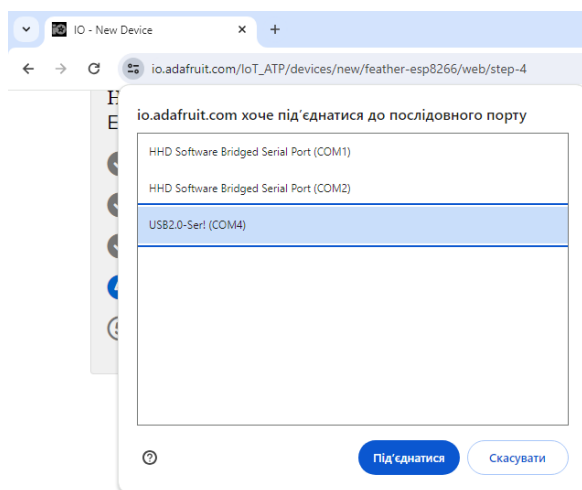 IO - New Device
io.adafruit.com/IoT_ATP/devices/new/feather-esp8266/web/step-4
io.adafruit.com хоче під'єднатися до послідовного порту
HHD Software Bridged Serial Port (COM1)
HHD Software Bridged Serial Port (COM2)
USB2.0-Ser! (COM4)
Під'єднатися Скасувати